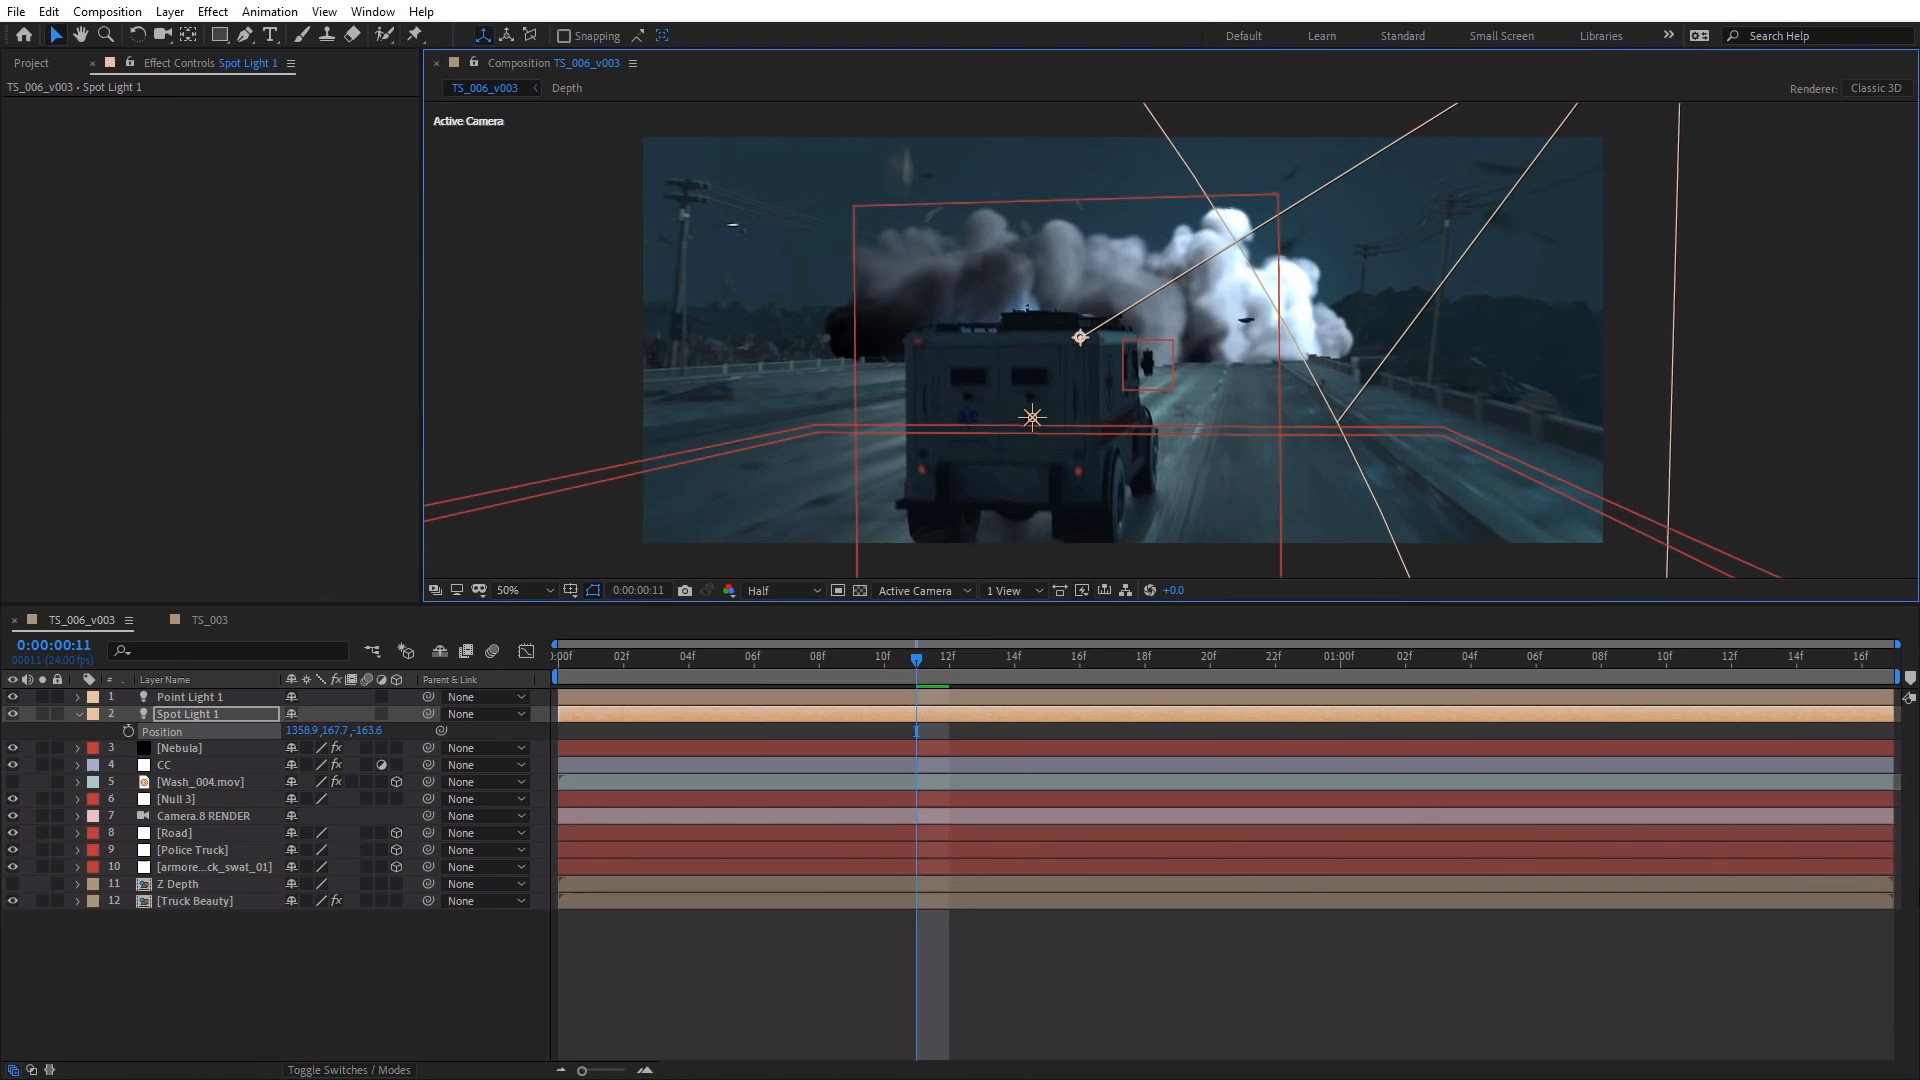 File Edit Composition Layer Effect Animation View Window Help
Snapping Default Learn Standard Small Screen Libraries Search Help
Project Effect Controls Spot Light 1 Composition TS_006_v003
TS_006_v003 • Spot Light 1 TS_006_v003 Depth Renderer: Classic 3D
Active Camera
50% 0:00:00:11 Half Active Camera 1 View +0.0
TS_006_v003 TS_003
0:00:00:11
00011 (24.00 fps) :00f 02f 04f 06f 08f 10f 12f 14f 16f 18f 20f 22f 01:00f 02f 04f 06f 08f 10f 12f 14f 16f
# Layer Name fx Parent & Link
1 Point Light 1 None
2 Spot Light 1 None
Position 1358.9,167.7,-163.6
3 [Nebula] fx None
4 CC fx None
5 [Wash_004.mov] fx None
6 [Null 3] None
7 Camera.8 RENDER None
8 [Road] None
9 [Police Truck] None
10 [armore...ck_swat_01] None
11 Z Depth None
12 [Truck Beauty] fx None
Toggle Switches / Modes